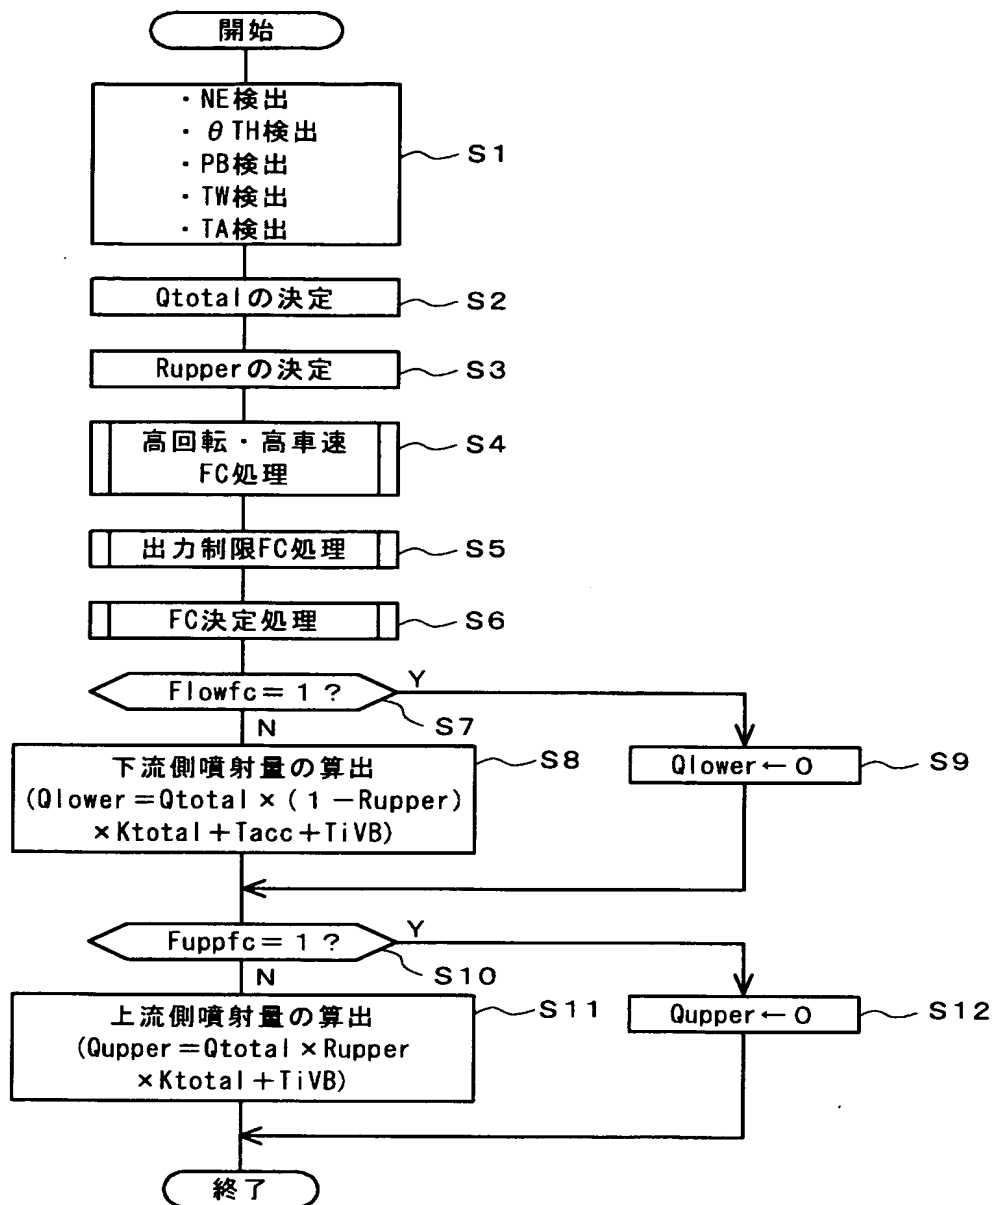 開始
・NE検出
・θTH検出
・PB検出
・TW検出
・TA検出
S1
Qtotalの決定
S2
Rupperの決定
S3
高回転・高車速
FC処理
S4
出力制限FC処理
S5
FC決定処理
S6
Flowfc=1?
Y
S7
N
下流側噴射量の算出
(Qlower=Qtotal×(1-Rupper)
×Ktotal+Tacc+TiVB)
S8
Qlower←0
S9
Fuppfc=1?
Y
S10
N
上流側噴射量の算出
(Qupper=Qtotal×Rupper
×Ktotal+TiVB)
S11
Qupper←0
S12
終了